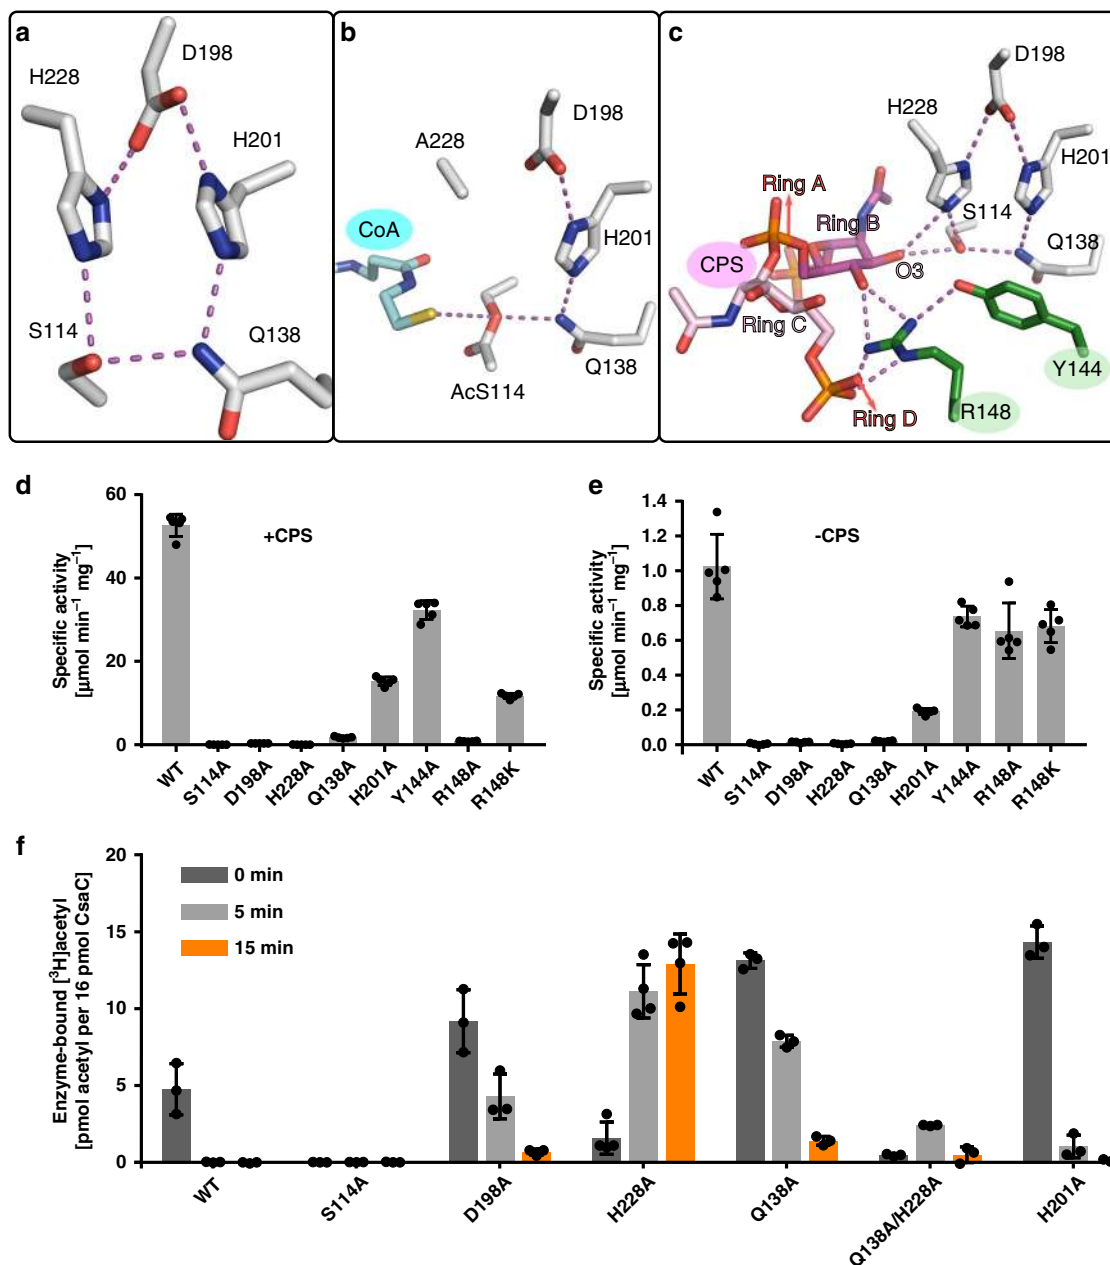 a
D198
H228
H201
S114
Q138
b
D198
A228
CoA
H201
AcS114
Q138
c
D198
H228
H201
Ring A
Ring B
S114
Q138
CPS
O3
Ring C
Y144
Ring D
R148
d
+CPS
Specific activity
[µmol min⁻¹ mg⁻¹]
60
40
20
0
WT
S114A
D198A
H228A
Q138A
H201A
Y144A
R148A
R148K
e
-CPS
Specific activity
[µmol min⁻¹ mg⁻¹]
1.4
1.2
1.0
0.8
0.6
0.4
0.2
0.0
WT
S114A
D198A
H228A
Q138A
H201A
Y144A
R148A
R148K
f
Enzyme-bound [³H]acetyl
[pmol acetyl per 16 pmol CsaC]
20
15
10
5
0
0 min
5 min
15 min
WT
S114A
D198A
H228A
Q138A
Q138A/H228A
H201A